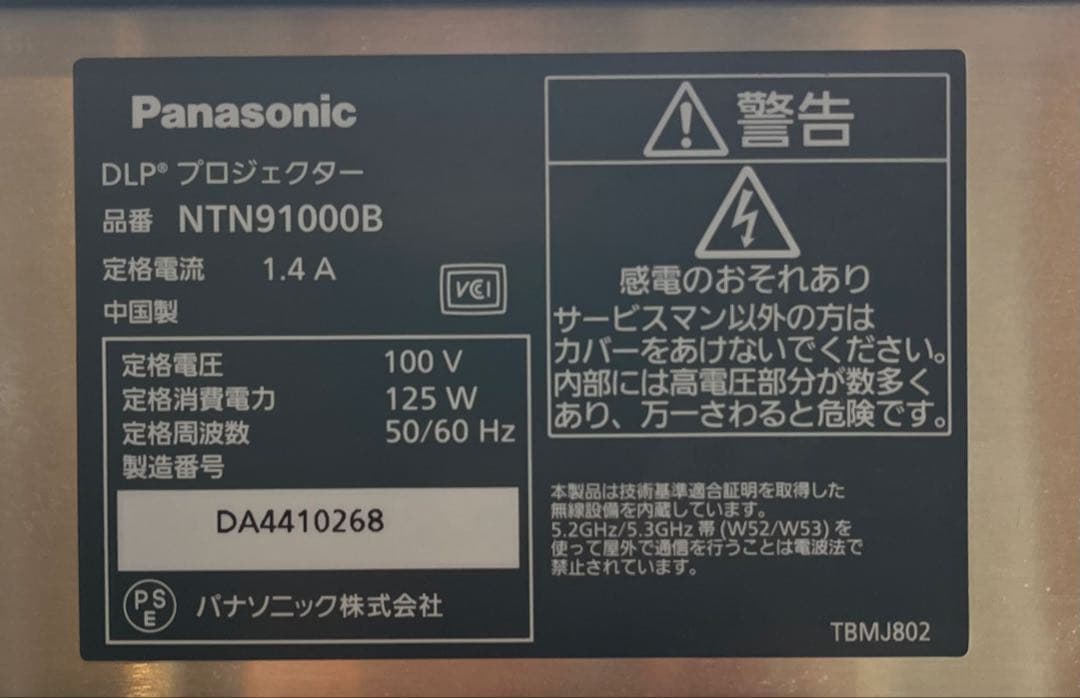 Panasonic
DLP® プロジェクター
品番 NTN91000B
定格電流 1.4 A
中国製
VCCI
定格電圧 100 V
定格消費電力 125 W
定格周波数 50/60 Hz
製造番号
DA4410268
PSE パナソニック株式会社
警告
感電のおそれあり
サービスマン以外の方は
カバーをあけないでください。
内部には高電圧部分が数多く
あり、万一さわると危険です。
本製品は技術基準適合証明を取得した
無線設備を内蔵しています。
5.2GHz/5.3GHz 帯 (W52/W53) を
使って屋外で通信を行うことは電波法で
禁止されています。
TBMJ802